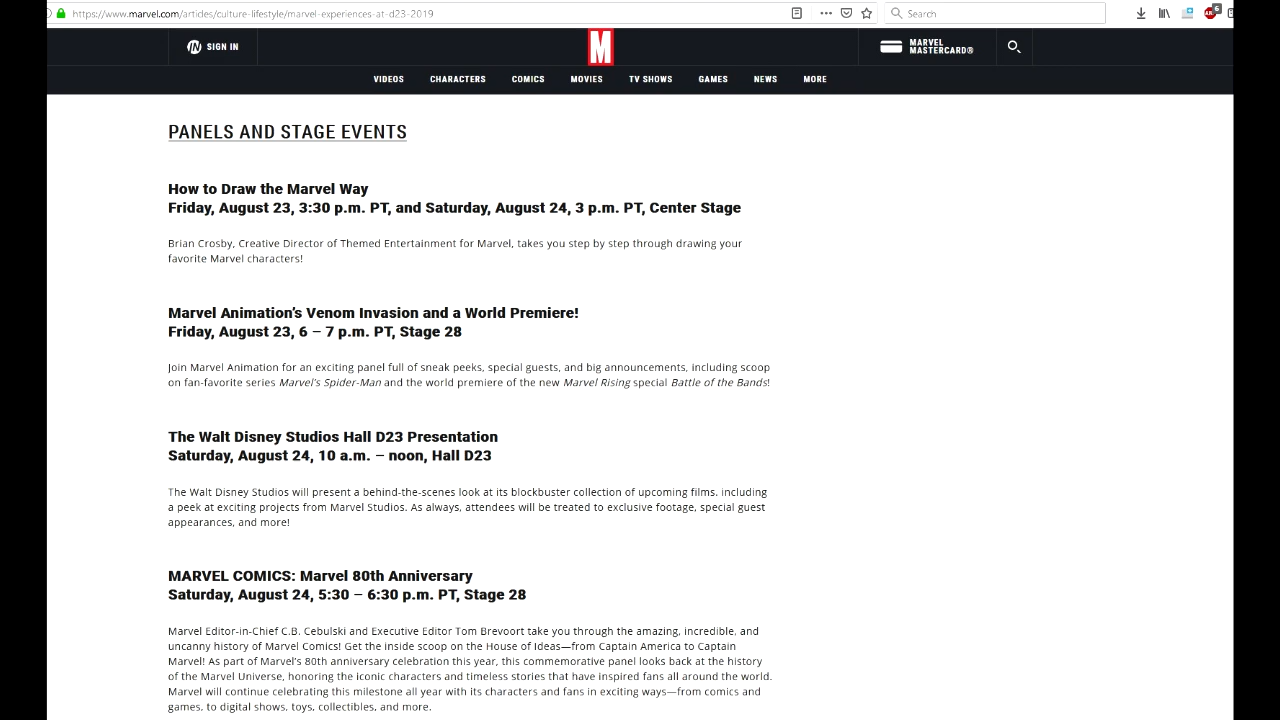 https://www.marvel.com/articles/culture-lifestyle/marvel-experiences-at-d23-2019
Search
6
SIGN IN
M
MARVEL
MASTERCARD®
VIDEOS CHARACTERS COMICS MOVIES TV SHOWS GAMES NEWS MORE
PANELS AND STAGE EVENTS
How to Draw the Marvel Way
Friday, August 23, 3:30 p.m. PT, and Saturday, August 24, 3 p.m. PT, Center Stage
Brian Crosby, Creative Director of Themed Entertainment for Marvel, takes you step by step through drawing your
favorite Marvel characters!
Marvel Animation’s Venom Invasion and a World Premiere!
Friday, August 23, 6 – 7 p.m. PT, Stage 28
Join Marvel Animation for an exciting panel full of sneak peeks, special guests, and big announcements, including scoop
on fan-favorite series Marvel’s Spider-Man and the world premiere of the new Marvel Rising special Battle of the Bands!
The Walt Disney Studios Hall D23 Presentation
Saturday, August 24, 10 a.m. – noon, Hall D23
The Walt Disney Studios will present a behind-the-scenes look at its blockbuster collection of upcoming films. including
a peek at exciting projects from Marvel Studios. As always, attendees will be treated to exclusive footage, special guest
appearances, and more!
MARVEL COMICS: Marvel 80th Anniversary
Saturday, August 24, 5:30 – 6:30 p.m. PT, Stage 28
Marvel Editor-in-Chief C.B. Cebulski and Executive Editor Tom Brevoort take you through the amazing, incredible, and
uncanny history of Marvel Comics! Get the inside scoop on the House of Ideas—from Captain America to Captain
Marvel! As part of Marvel’s 80th anniversary celebration this year, this commemorative panel looks back at the history
of the Marvel Universe, honoring the iconic characters and timeless stories that have inspired fans all around the world.
Marvel will continue celebrating this milestone all year with its characters and fans in exciting ways—from comics and
games, to digital shows, toys, collectibles, and more.